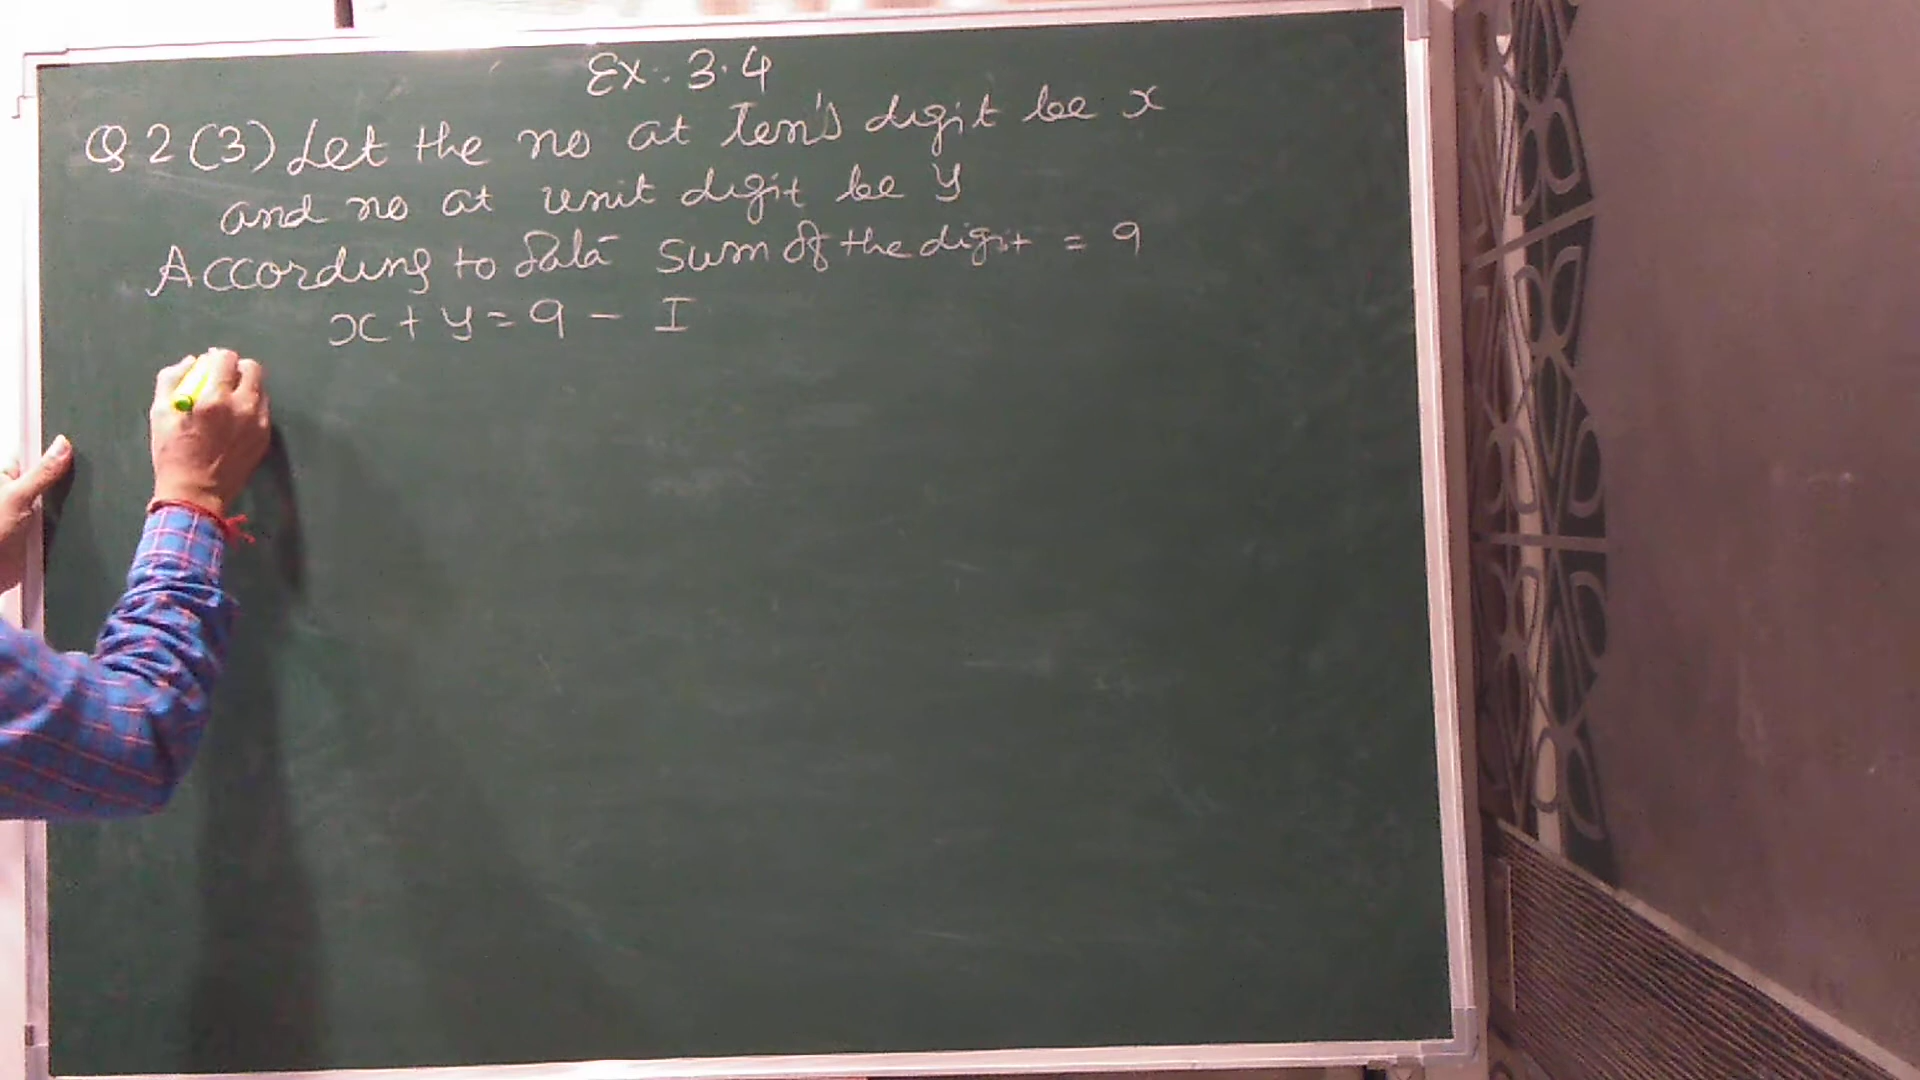 Ex. 3.4
Q 2 (3) Let the no at Ten's digit be x
and no at unit digit be y
According to data sum of the digit = 9
x + y = 9 - I